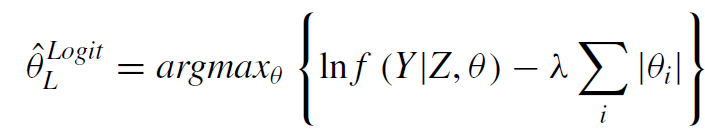 θ̂_L^{Logit} = argmax_θ { ln f (Y|Z, θ) − λ ∑_i |θ_i| }